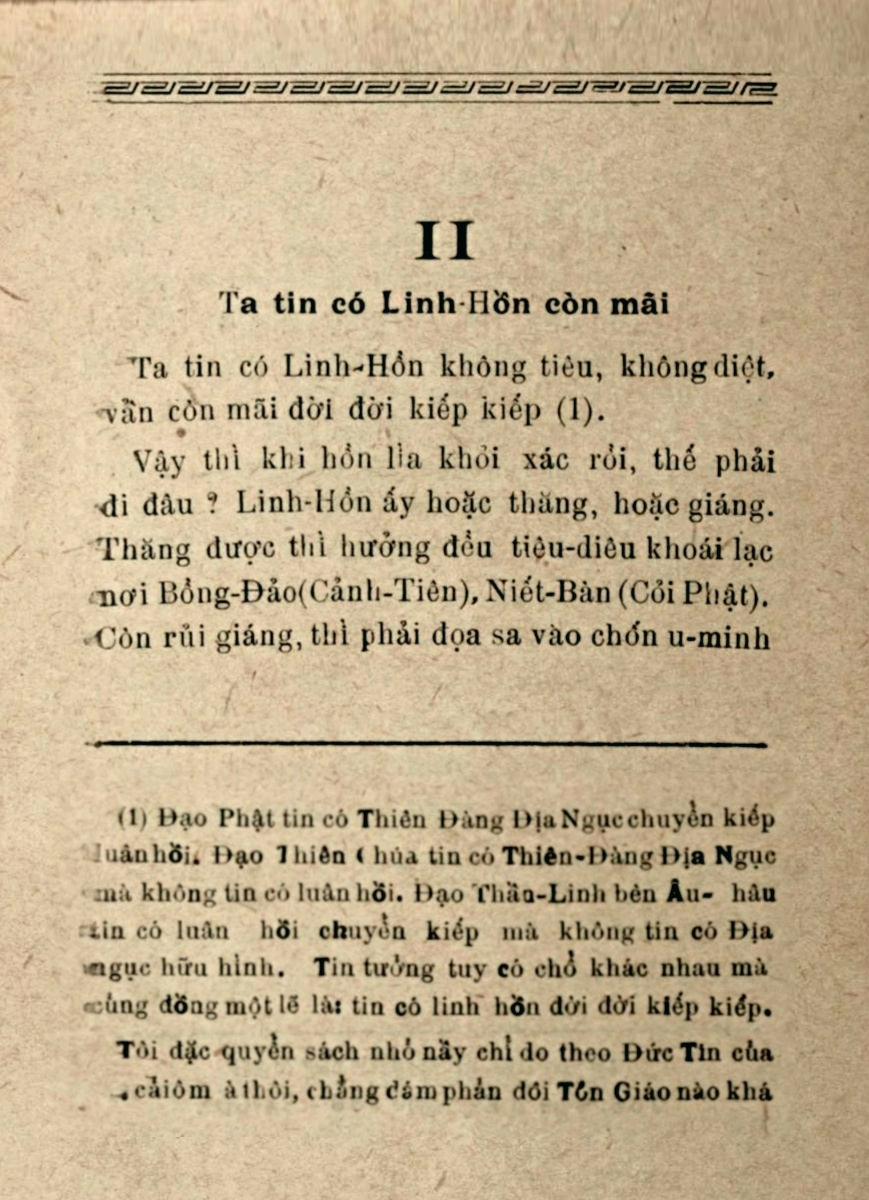 II
Ta tin có Linh-Hồn còn mãi
Ta tin có Linh-Hồn không tiêu, không diệt,
vẫn còn mãi đời đời kiếp kiếp (1).
Vậy thì khi hồn lìa khỏi xác rồi, thế phải
đi đâu ? Linh-Hồn ấy hoặc thăng, hoặc giáng.
Thăng được thì hưởng đều tiêu-diêu khoái lạc
nơi Bồng-Đảo(Cảnh-Tiên), Niết-Bàn (Cỏi Phật).
Còn rủi giáng, thì phải đọa sa vào chốn u-minh
(1) Đạo Phật tin có Thiên Đàng Địa Ngục chuyển kiếp
luân hồi. Đạo Thiên Chúa tin có Thiên-Đàng Địa Ngục
mà không tin có luân hồi. Đạo Thần-Linh bên Âu- hâu
tin có luân hồi chuyển kiếp mà không tin có Địa
ngục hữu hình. Tin tưởng tuy có chổ khác nhau mà
cùng đồng một lẽ là: tin có linh hồn đời đời kiếp kiếp.
Tôi đặc quyển sách nhỏ nầy chỉ do theo Đức Tin của
thôi, chẳng dám phản đối Tôn Giáo nào khá